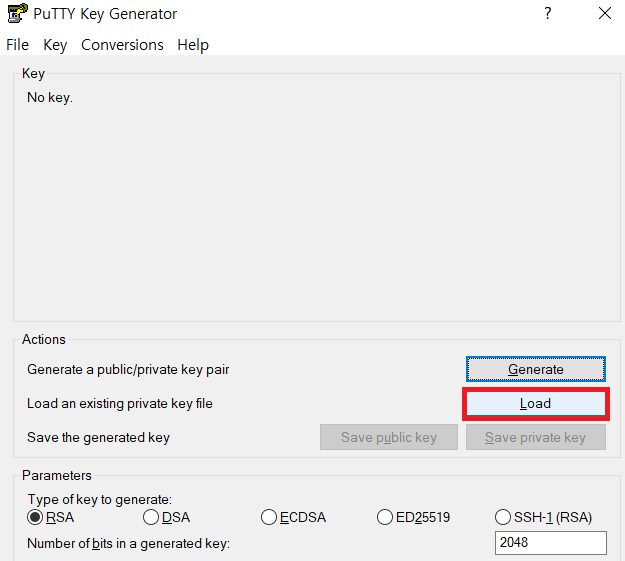 PuTTY Key Generator ?
File Key Conversions Help
Key
No key.
Actions
Generate a public/private key pair Generate
Load an existing private key file Load
Save the generated key Save public key Save private key
Parameters
Type of key to generate:
RSA DSA ECDSA ED25519 SSH-1 (RSA)
Number of bits in a generated key: 2048